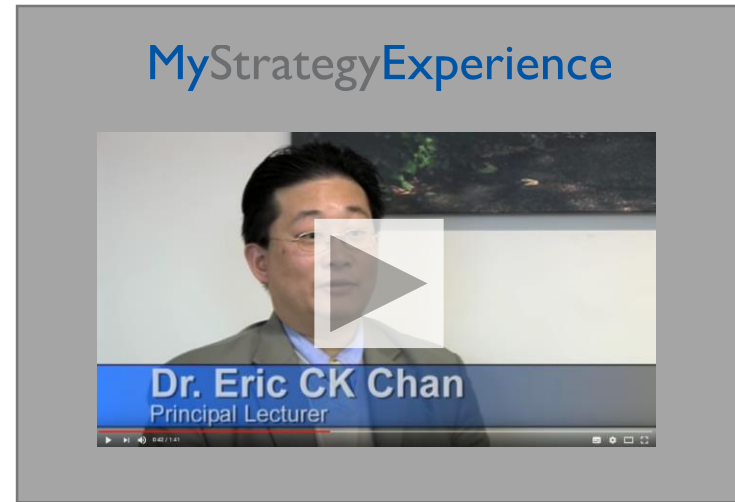 MyStrategyExperience
Dr. Eric CK Chan
Principal Lecturer
0:42 / 1:41